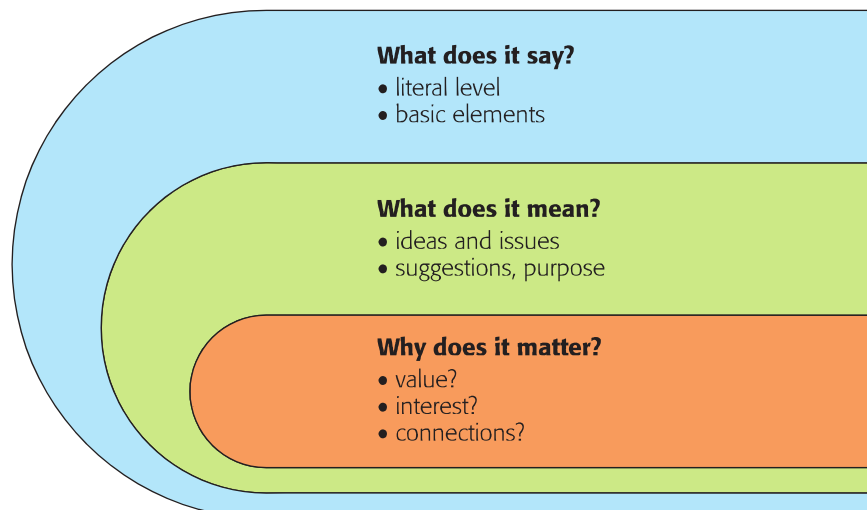 What does it say?
• literal level
• basic elements
What does it mean?
• ideas and issues
• suggestions, purpose
Why does it matter?
• value?
• interest?
• connections?